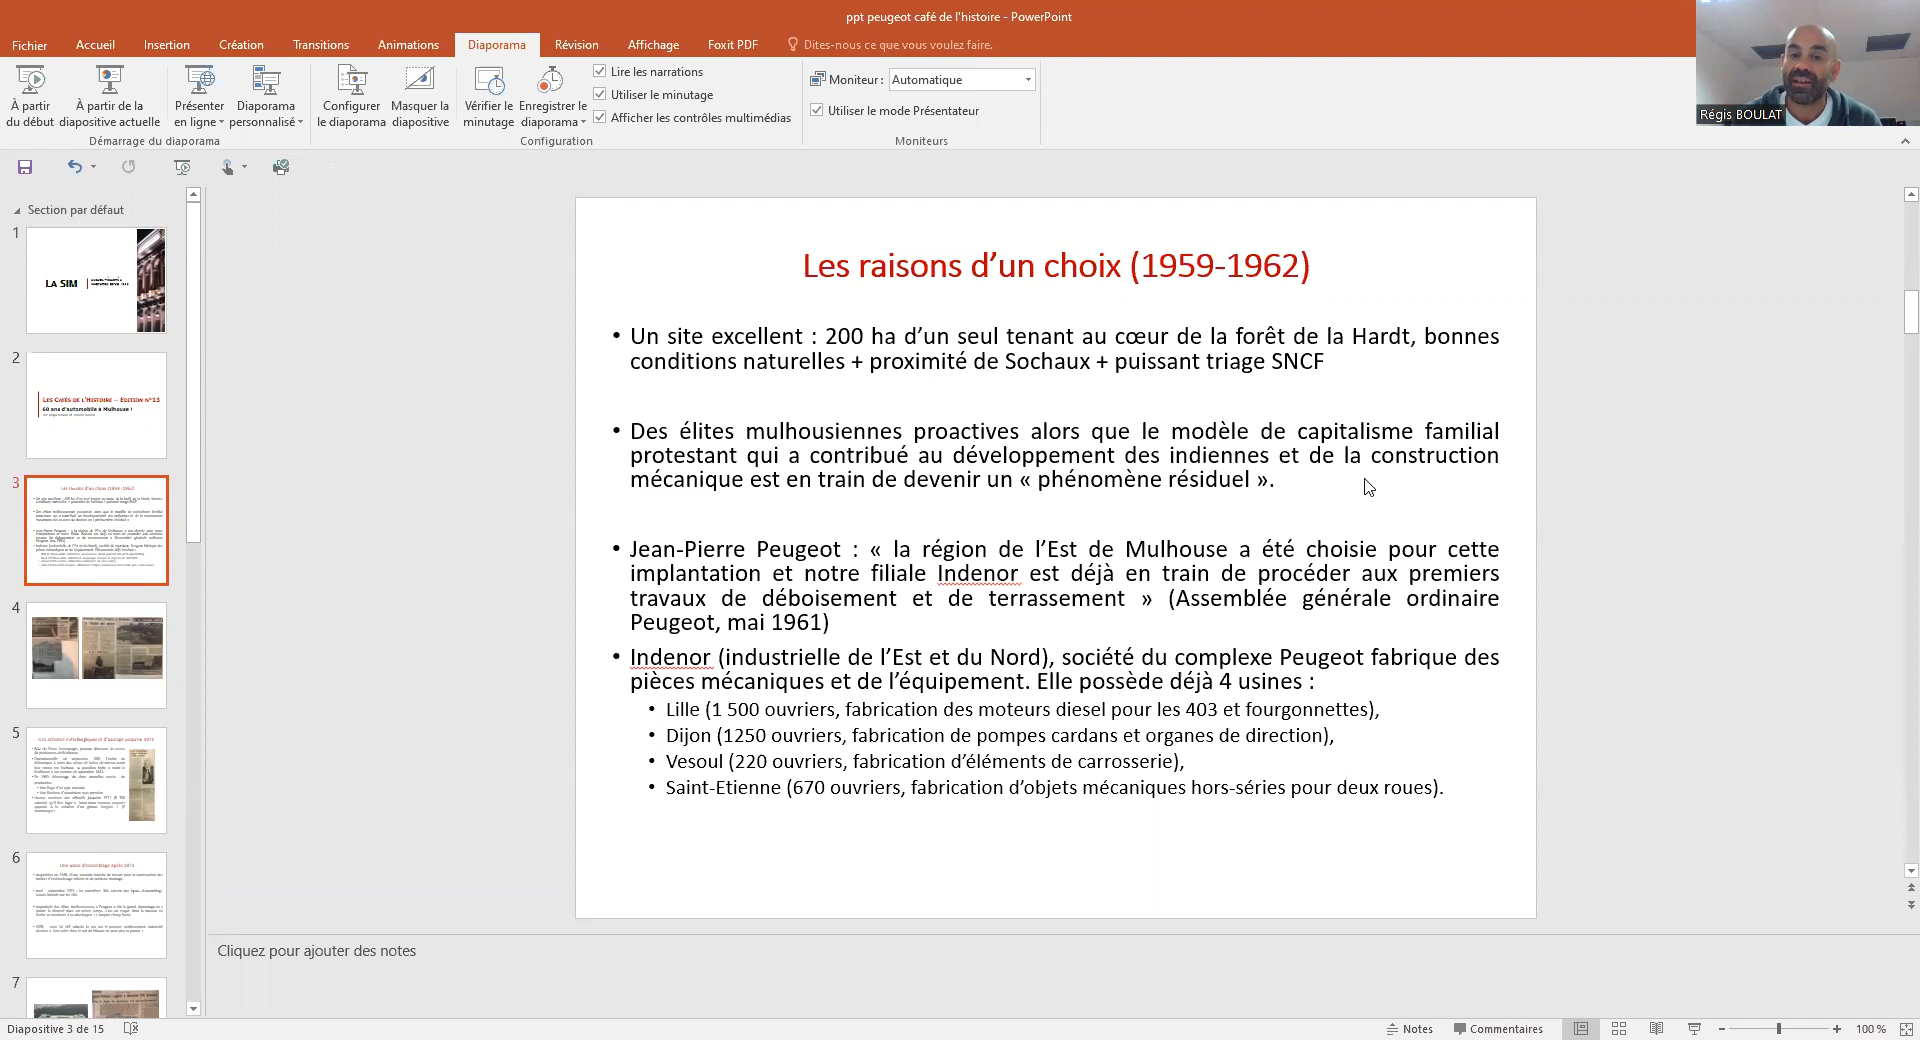 ppt peugeot café de l'histoire - PowerPoint
Fichier
Accueil
Insertion
Création
Transitions
Animations
Diaporama
Révision
Affichage
Foxit PDF
Dites-nous ce que vous voulez faire.
À partir
du début
À partir de la
diapositive actuelle
Présenter
en ligne
Diaporama
personnalisé
Démarrage du diaporama
Configurer
le diaporama
Masquer la
diapositive
Vérifier le
minutage
Enregistrer le
diaporama
Lire les narrations
Utiliser le minutage
Afficher les contrôles multimédias
Configuration
Moniteur :
Automatique
Utiliser le mode Présentateur
Moniteurs
Régis BOULAT
Section par défaut
1
LA SIM
2
LES CAFÉS DE L'HISTOIRE – EDITION N°13
60 ans d'automobile à Mulhouse !
3
Les raisons d'un choix (1959-1962)
4
5
6
Une usine d'assemblage après 1971
7
Les raisons d'un choix (1959-1962)
• Un site excellent : 200 ha d'un seul tenant au cœur de la forêt de la Hardt, bonnes
conditions naturelles + proximité de Sochaux + puissant triage SNCF
• Des élites mulhousiennes proactives alors que le modèle de capitalisme familial
protestant qui a contribué au développement des indiennes et de la construction
mécanique est en train de devenir un « phénomène résiduel ».
• Jean-Pierre Peugeot : « la région de l'Est de Mulhouse a été choisie pour cette
implantation et notre filiale Indenor est déjà en train de procéder aux premiers
travaux de déboisement et de terrassement » (Assemblée générale ordinaire
Peugeot, mai 1961)
• Indenor (industrielle de l'Est et du Nord), société du complexe Peugeot fabrique des
pièces mécaniques et de l'équipement. Elle possède déjà 4 usines :
• Lille (1 500 ouvriers, fabrication des moteurs diesel pour les 403 et fourgonnettes),
• Dijon (1250 ouvriers, fabrication de pompes cardans et organes de direction),
• Vesoul (220 ouvriers, fabrication d'éléments de carrosserie),
• Saint-Etienne (670 ouvriers, fabrication d'objets mécaniques hors-séries pour deux roues).
Cliquez pour ajouter des notes
Diapositive 3 de 15
Notes
Commentaires
100 %